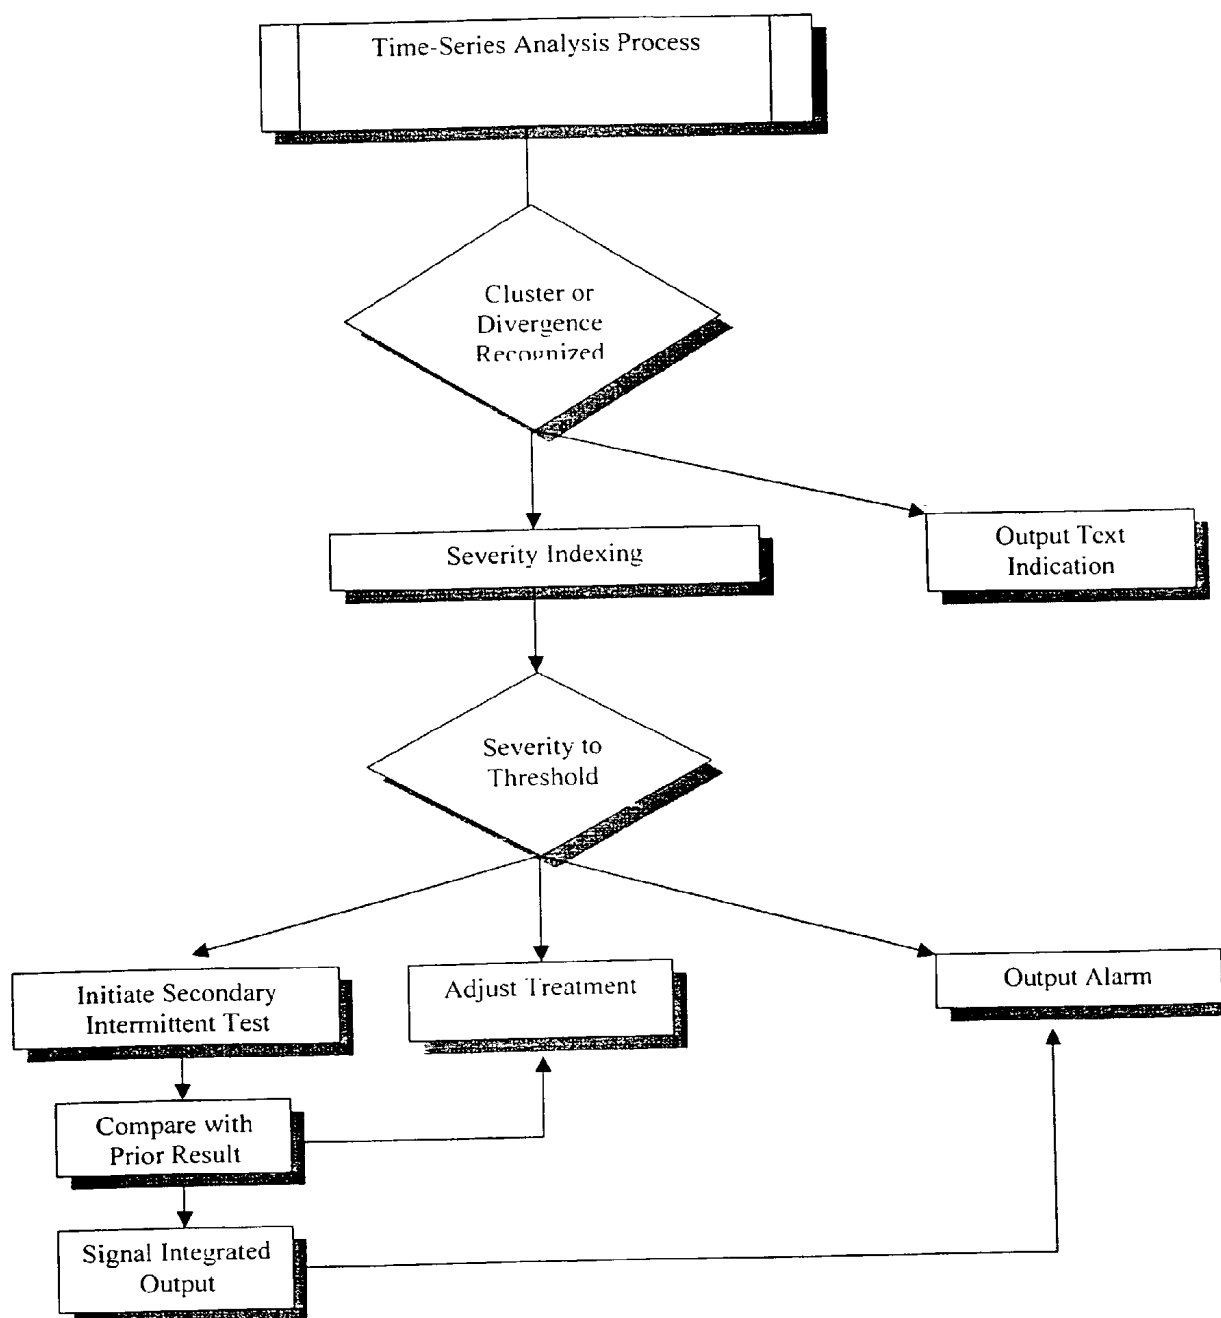 Time-Series Analysis Process
Cluster or
Divergence
Recognized
Severity Indexing
Output Text
Indication
Severity to
Threshold
Initiate Secondary
Intermittent Test
Adjust Treatment
Output Alarm
Compare with
Prior Result
Signal Integrated
Output